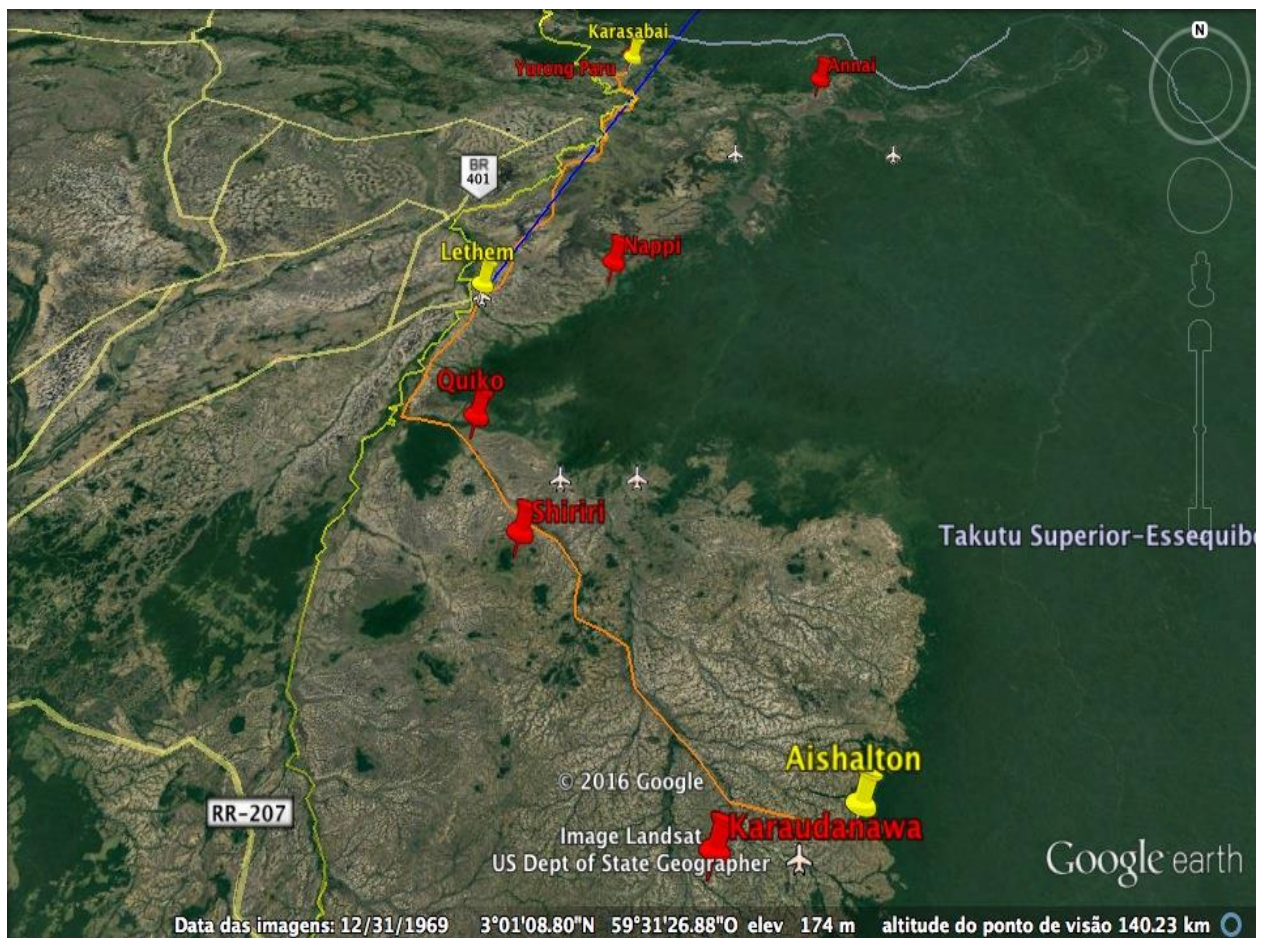 Karasabai
Yurong Paru
Annai
N
BR
401
Nappi
Lethem
Quiko
Shiriri
Takutu Superior-Essequibo
Aishalton
© 2016 Google
RR-207
Karaudanawa
Image Landsat
US Dept of State Geographer
Google earth
Data das imagens: 12/31/1969 3°01'08.80"N 59°31'26.88"O elev 174 m altitude do ponto de visão 140.23 km